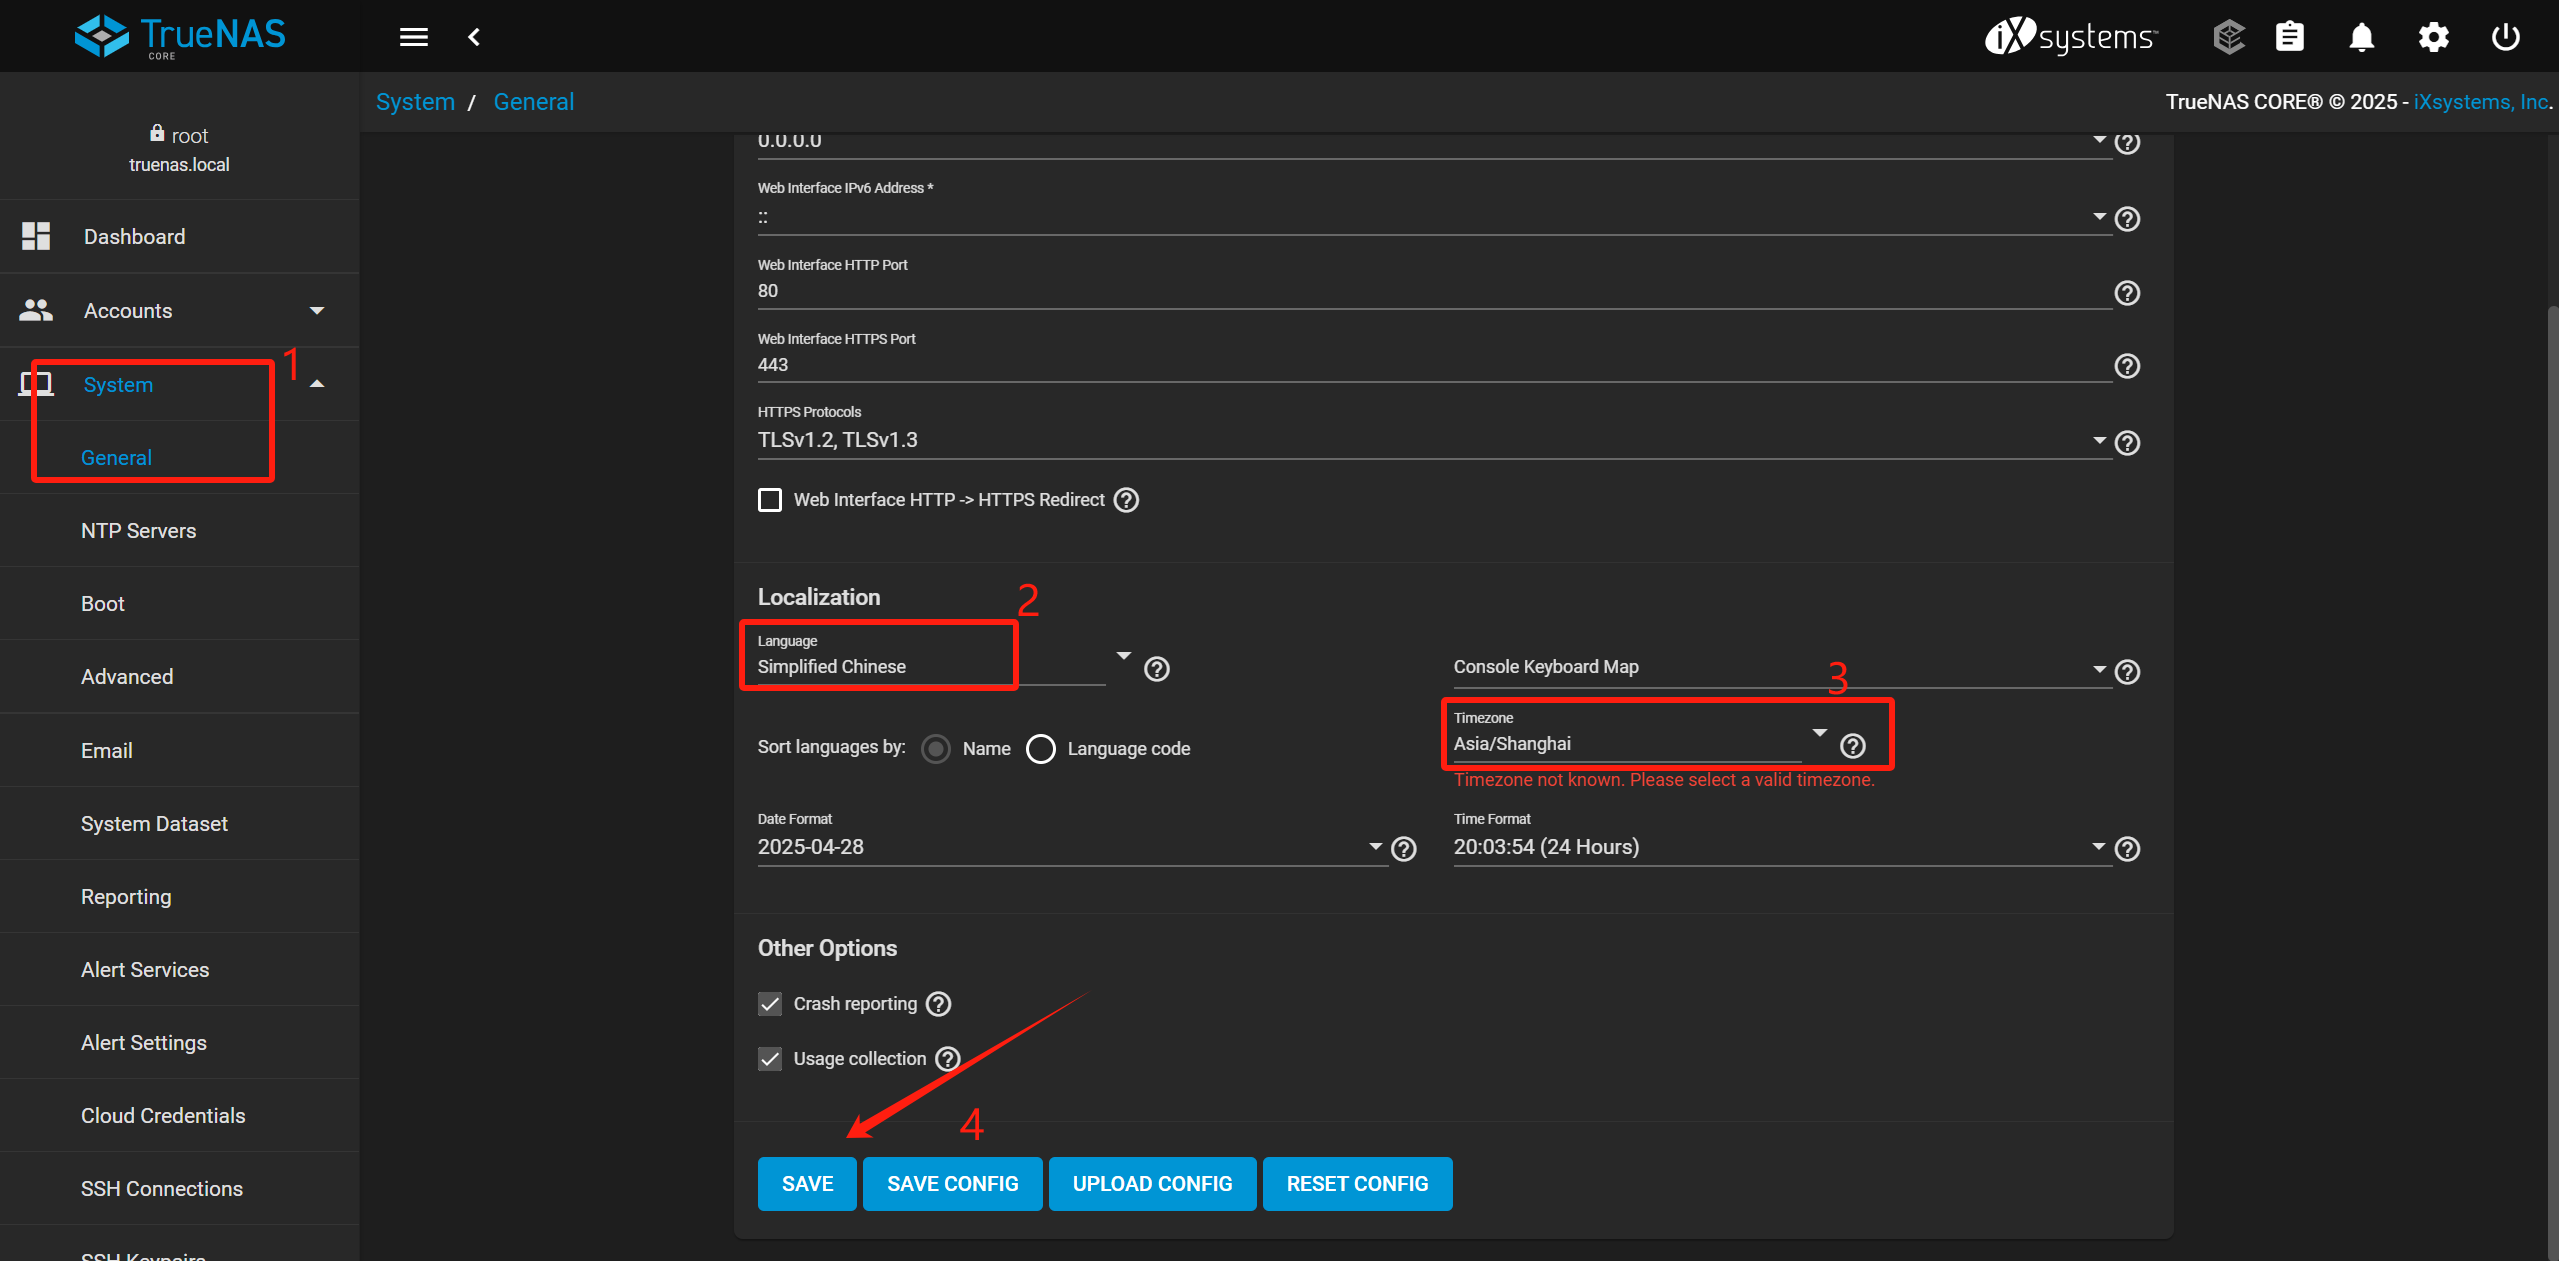 TrueNAS
CORE
iXsystems™
System / General
TrueNAS CORE® © 2025 - iXsystems, Inc.
root
truenas.local
Dashboard
Accounts
1
System
General
NTP Servers
Boot
Advanced
Email
System Dataset
Reporting
Alert Services
Alert Settings
Cloud Credentials
SSH Connections
SSH Keypairs
0.0.0.0
Web Interface IPv6 Address *
::
Web Interface HTTP Port
80
Web Interface HTTPS Port
443
HTTPS Protocols
TLSv1.2, TLSv1.3
Web Interface HTTP -> HTTPS Redirect
Localization
2
Language
Simplified Chinese
Console Keyboard Map
3
Sort languages by: Name Language code
Timezone
Asia/Shanghai
Timezone not known. Please select a valid timezone.
Date Format
2025-04-28
Time Format
20:03:54 (24 Hours)
Other Options
Crash reporting
Usage collection
4
SAVE
SAVE CONFIG
UPLOAD CONFIG
RESET CONFIG